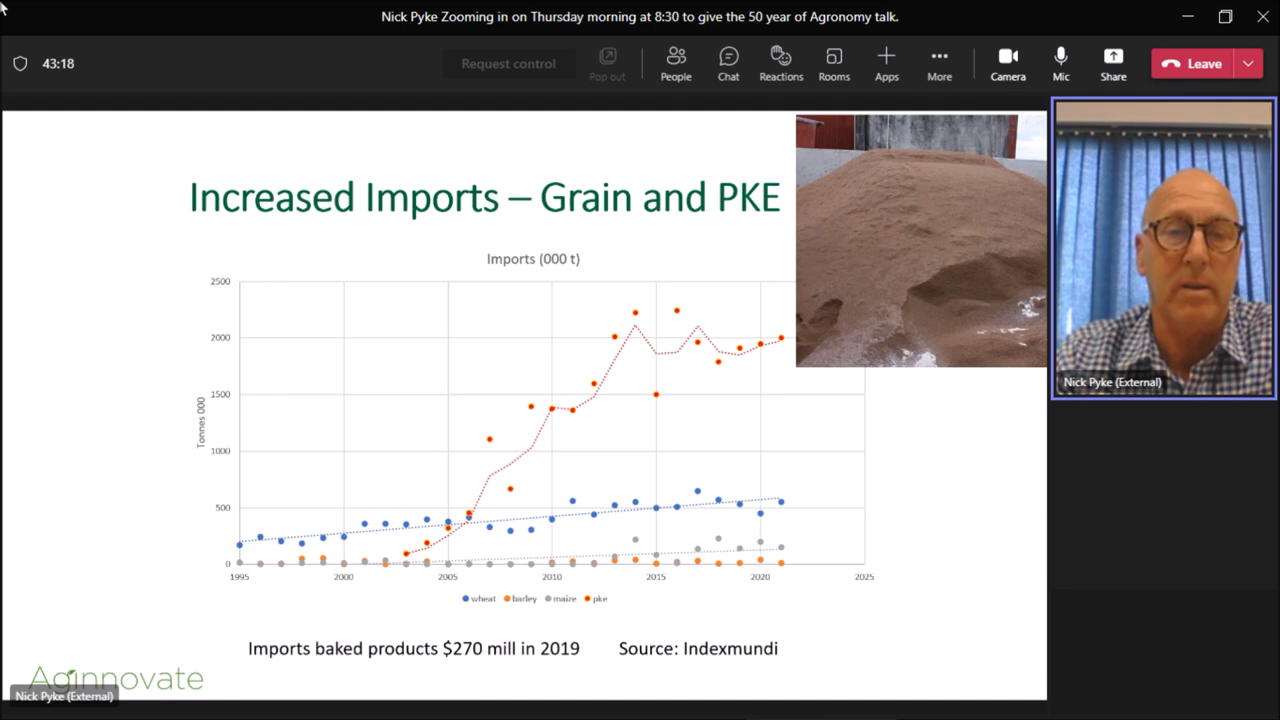 Nick Pyke Zooming in on Thursday morning at 8:30 to give the 50 year of Agronomy talk.
43:18
Request control
Pop out
People
Chat
Reactions
Rooms
Apps
More
Camera
Mic
Share
Leave
Increased Imports – Grain and PKE
Imports (000 t)
Tonnes 000
2500
2000
1500
1000
500
0
1995
2000
2005
2010
2015
2020
2025
wheat
barley
maize
pke
Imports baked products $270 mill in 2019
Source: Indexmundi
Aginnovate
Nick Pyke (External)
Nick Pyke (External)